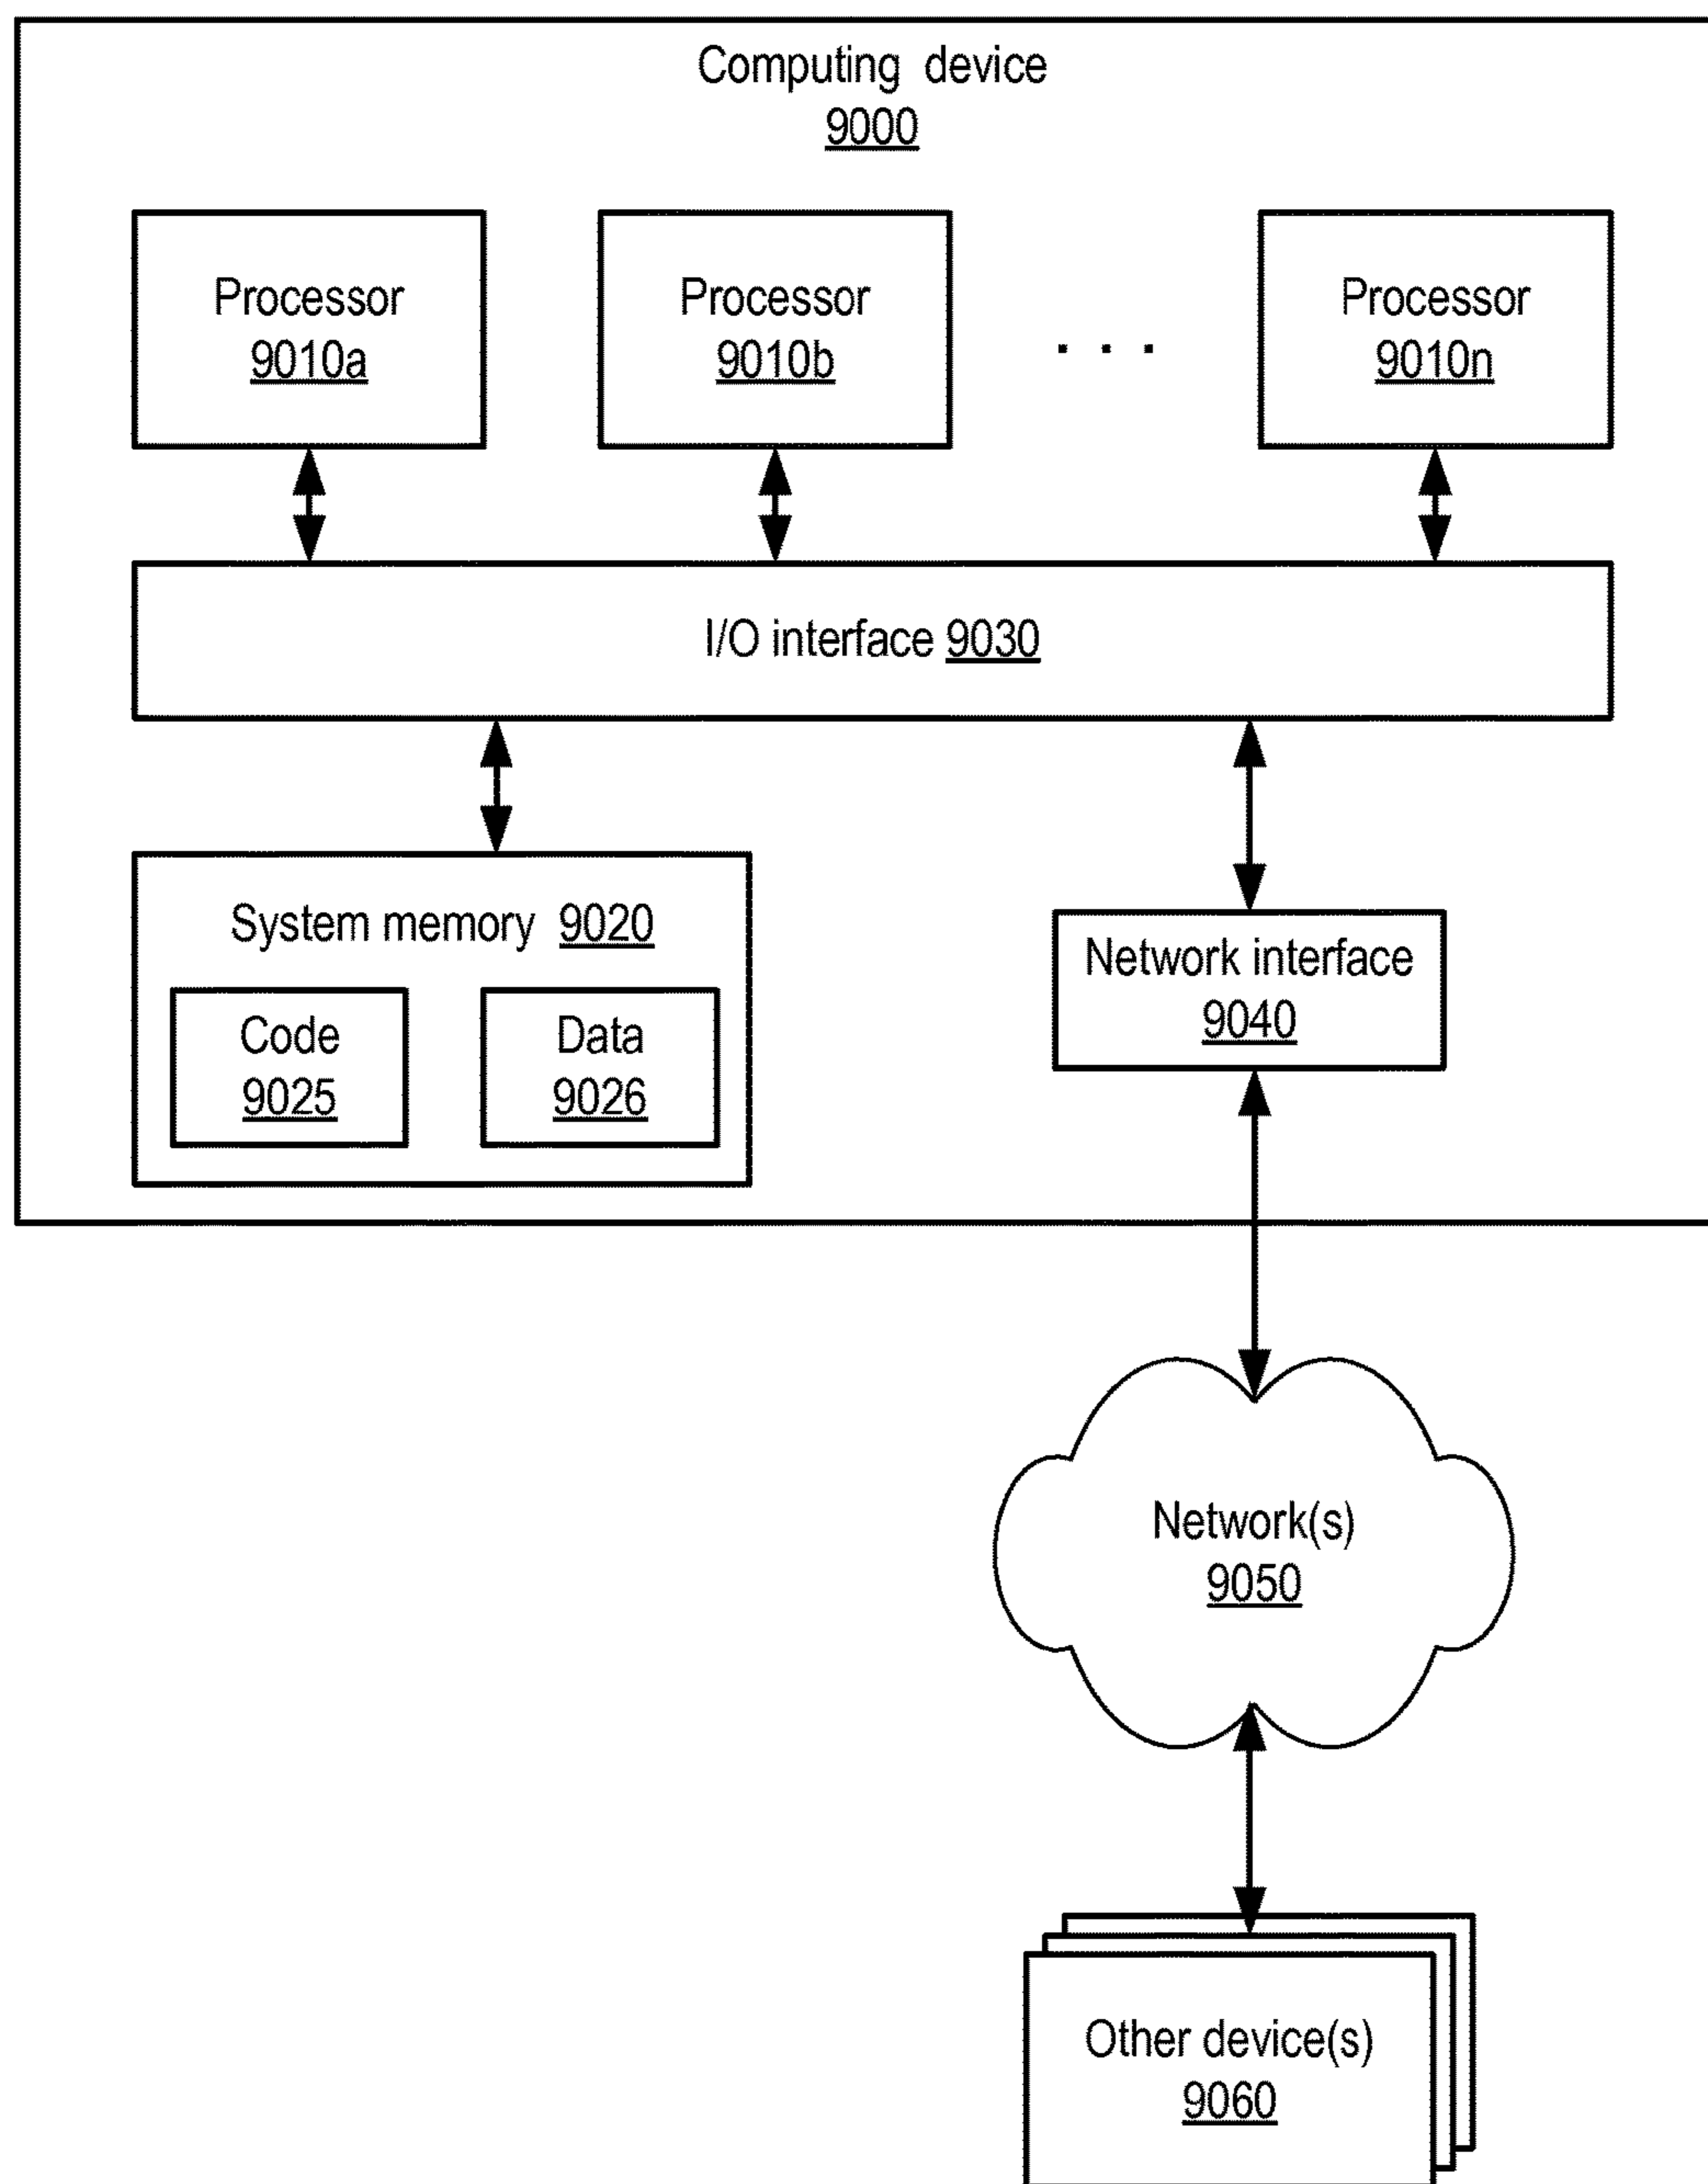 Computing device
9000
Processor
9010a
Processor
9010b
. . .
Processor
9010n
I/O interface 9030
System memory 9020
Code
9025
Data
9026
Network interface
9040
Network(s)
9050
Other device(s)
9060